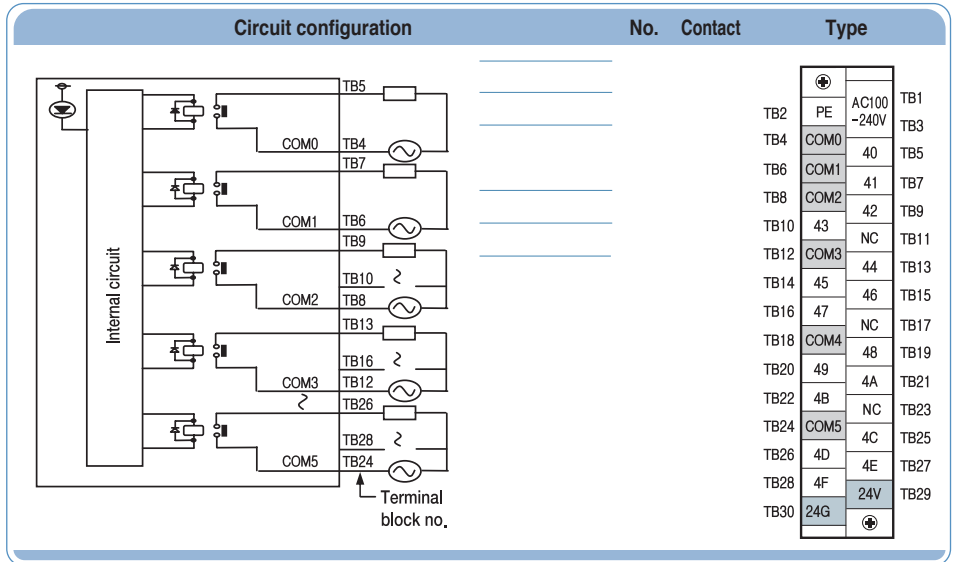 Circuit configuration No. Contact Type
TB5
COM0 TB4
TB7
COM1 TB6
TB9
TB10
COM2 TB8
TB13
TB16
COM3 TB12
TB26
TB28
COM5 TB24
Internal circuit
Terminal
block no.
TB2 PE AC100 TB1
-240V TB3
TB4 COM0
40 TB5
TB6 COM1
41 TB7
TB8 COM2
42 TB9
TB10 43
NC TB11
TB12 COM3
44 TB13
TB14 45
46 TB15
TB16 47
NC TB17
TB18 COM4
48 TB19
TB20 49
4A TB21
TB22 4B
NC TB23
TB24 COM5
4C TB25
TB26 4D
4E TB27
TB28 4F
24V TB29
TB30 24G